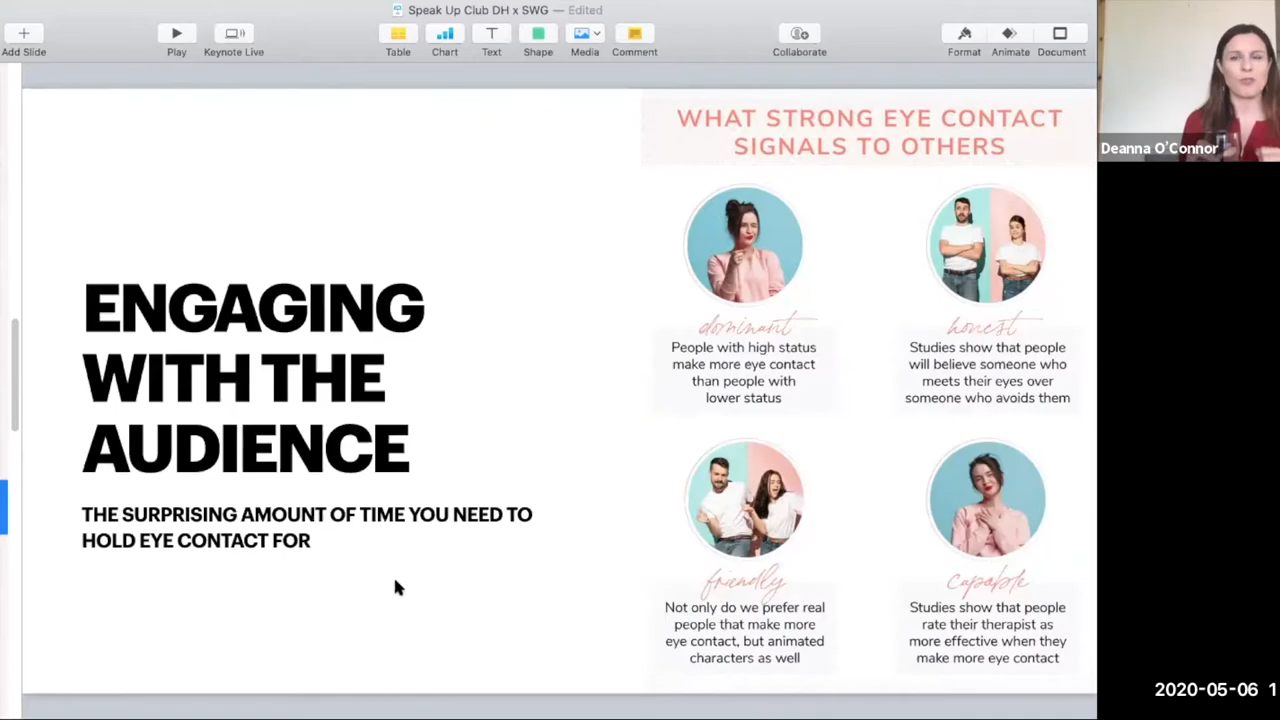 Speak Up Club DH x SWG — Edited
Add Slide
Play
Keynote Live
Table
Chart
Text
Shape
Media
Comment
Collaborate
Format
Animate
Document
Deanna O'Connor
ENGAGING
WITH THE
AUDIENCE
THE SURPRISING AMOUNT OF TIME YOU NEED TO
HOLD EYE CONTACT FOR
WHAT STRONG EYE CONTACT
SIGNALS TO OTHERS
dominant
People with high status
make more eye contact
than people with
lower status
honest
Studies show that people
will believe someone who
meets their eyes over
someone who avoids them
friendly
Not only do we prefer real
people that make more
eye contact, but animated
characters as well
capable
Studies show that people
rate their therapist as
more effective when they
make more eye contact
2020-05-06 1